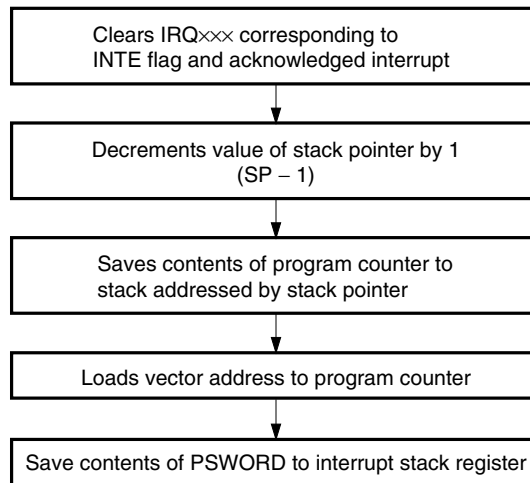 Clears IRQ××× corresponding to
INTE flag and acknowledged interrupt
Decrements value of stack pointer by 1
(SP – 1)
Saves contents of program counter to
stack addressed by stack pointer
Loads vector address to program counter
Save contents of PSWORD to interrupt stack register